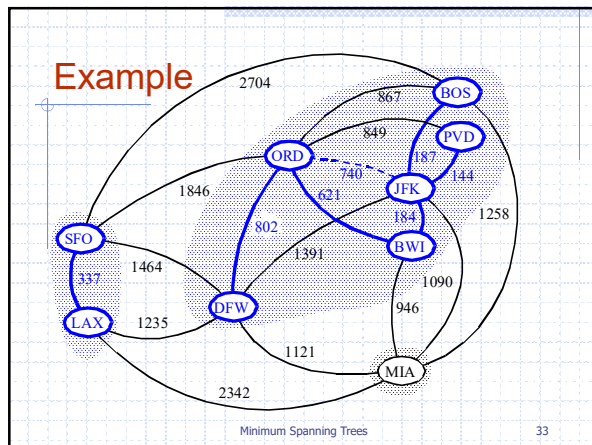 Example
2704
867
BOS
849
PVD
ORD
187
740
144
JFK
1846
621
184
1258
802
SFO
BWI
1391
1464
337
1090
DFW
946
LAX
1235
1121
MIA
2342
Minimum Spanning Trees 33